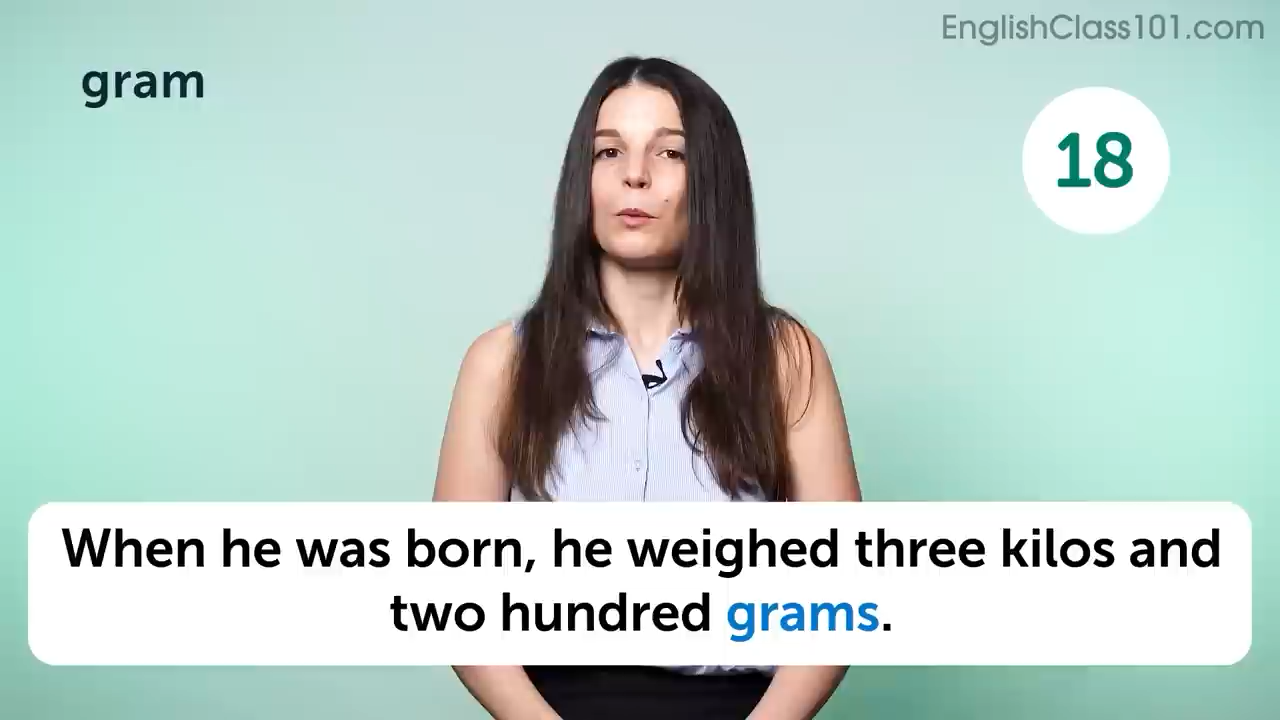 EnglishClass101.com
gram
18
When he was born, he weighed three kilos and
two hundred grams.